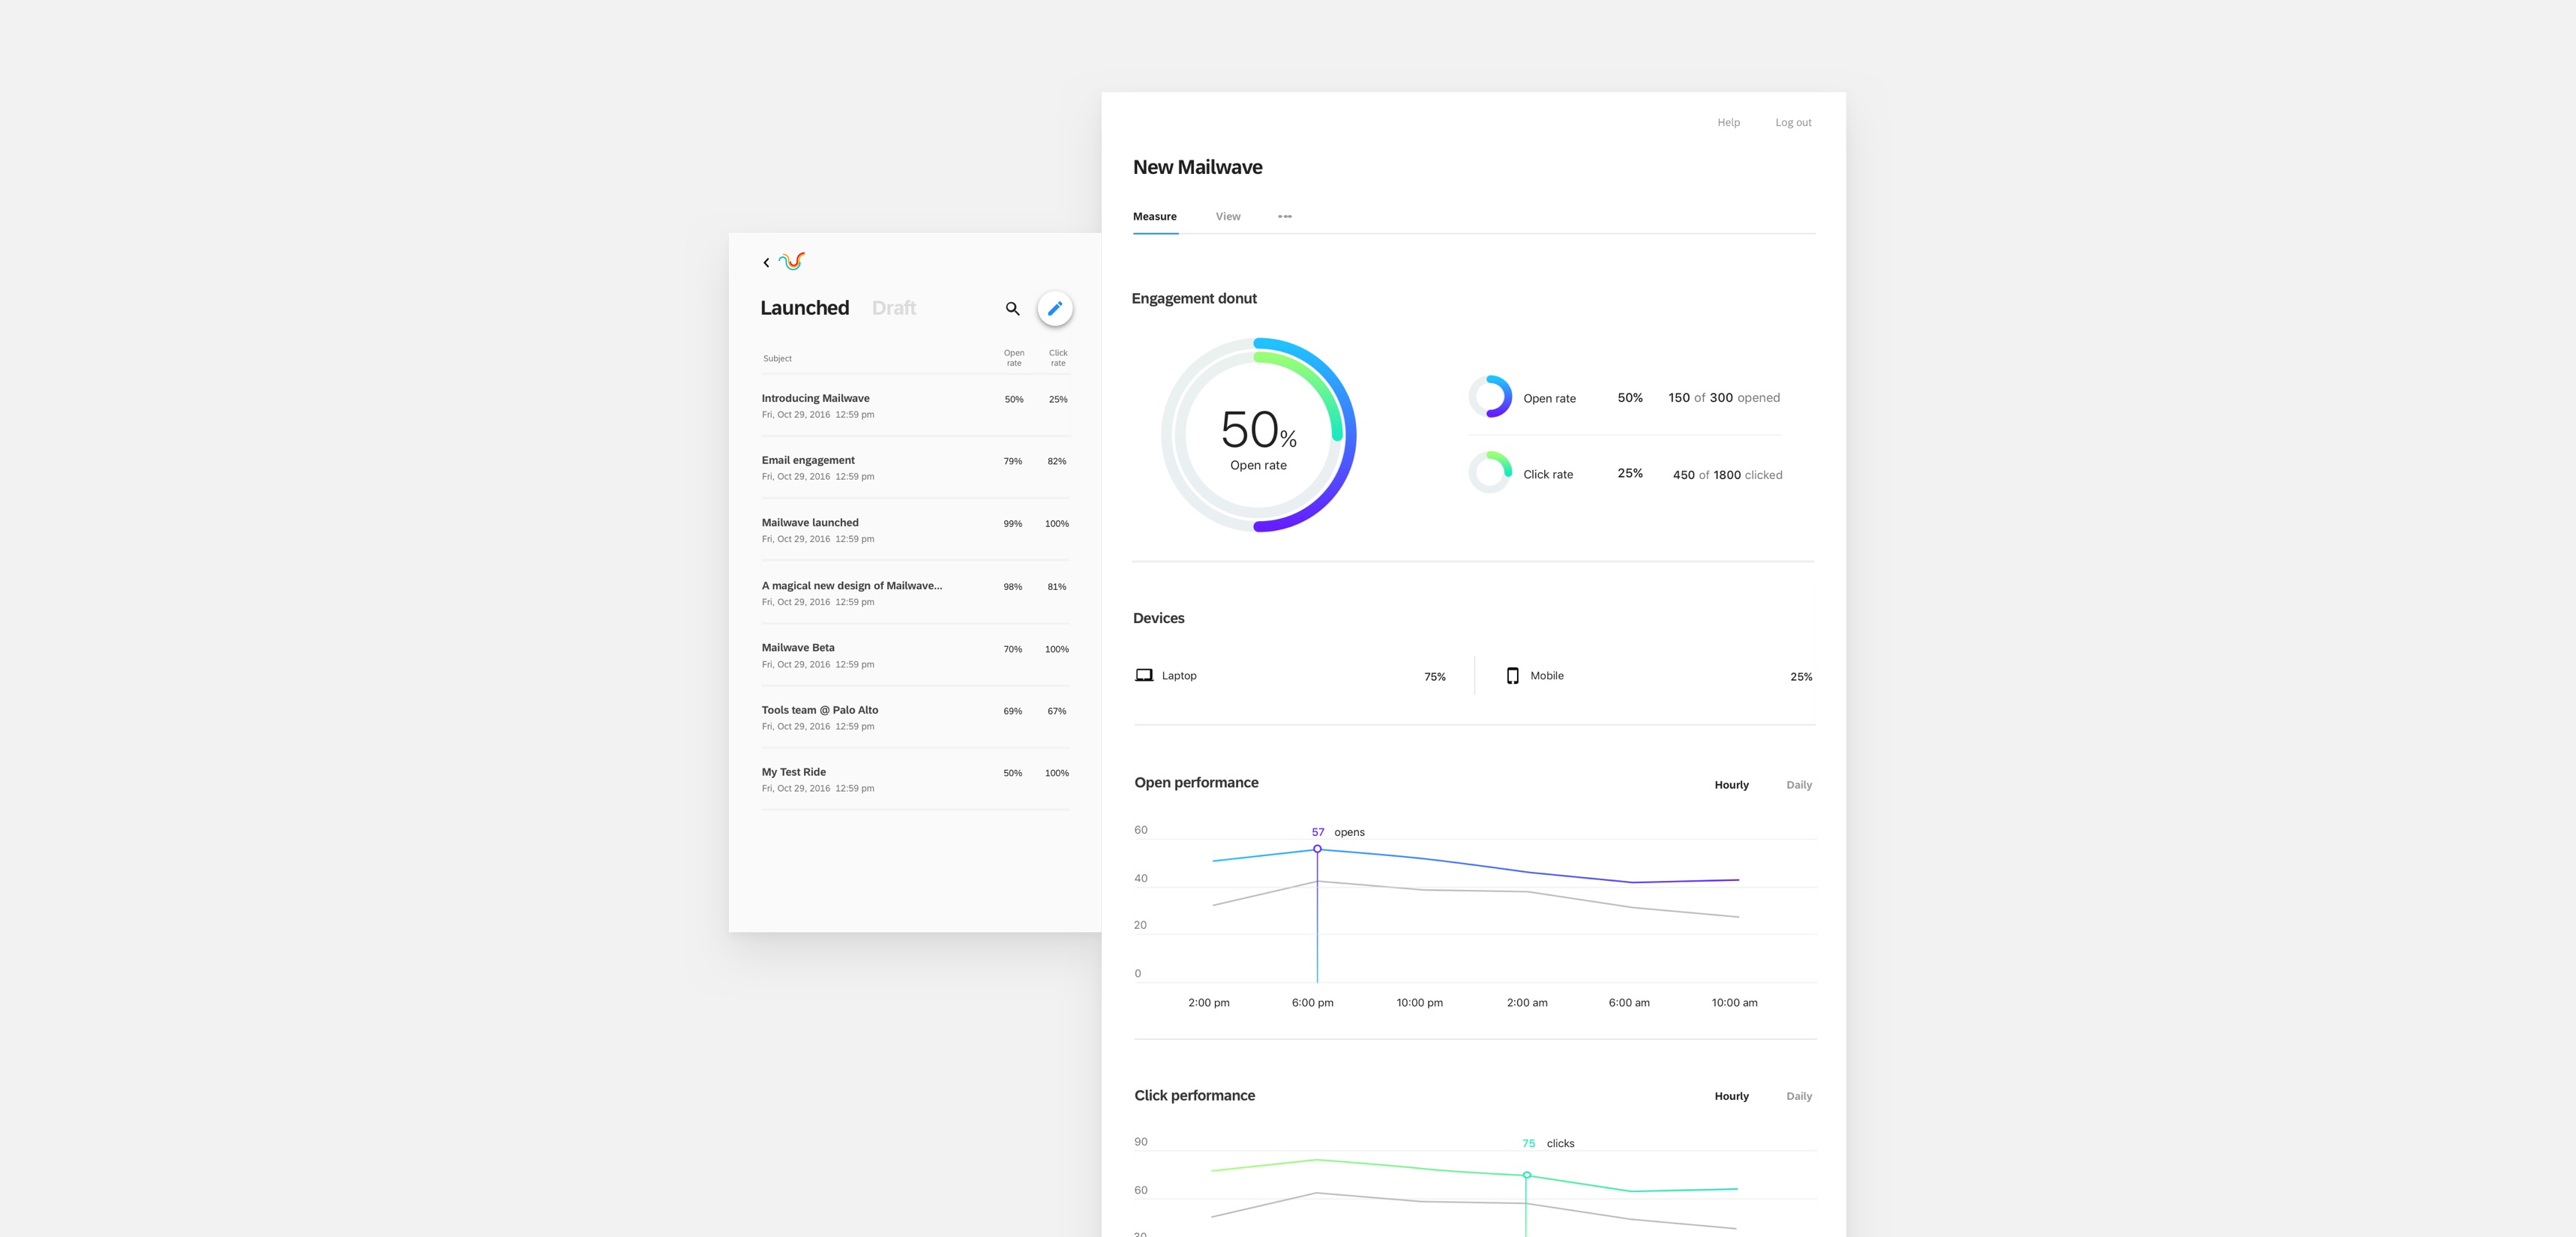 Launched Draft
Subject Open rate Click rate
Introducing Mailwave 50% 25%
Fri, Oct 29, 2016 12:59 pm
Email engagement 79% 82%
Fri, Oct 29, 2016 12:59 pm
Mailwave launched 99% 100%
Fri, Oct 29, 2016 12:59 pm
A magical new design of Mailwave... 98% 81%
Fri, Oct 29, 2016 12:59 pm
Mailwave Beta 70% 100%
Fri, Oct 29, 2016 12:59 pm
Tools team @ Palo Alto 69% 67%
Fri, Oct 29, 2016 12:59 pm
My Test Ride 50% 100%
Fri, Oct 29, 2016 12:59 pm
Help Log out
New Mailwave
Measure View
Engagement donut
50%
Open rate
Open rate 50% 150 of 300 opened
Click rate 25% 450 of 1800 clicked
Devices
Laptop 75% Mobile 25%
Open performance Hourly Daily
60
57 opens
40
20
0
2:00 pm 6:00 pm 10:00 pm 2:00 am 6:00 am 10:00 am
Click performance Hourly Daily
90
75 clicks
60